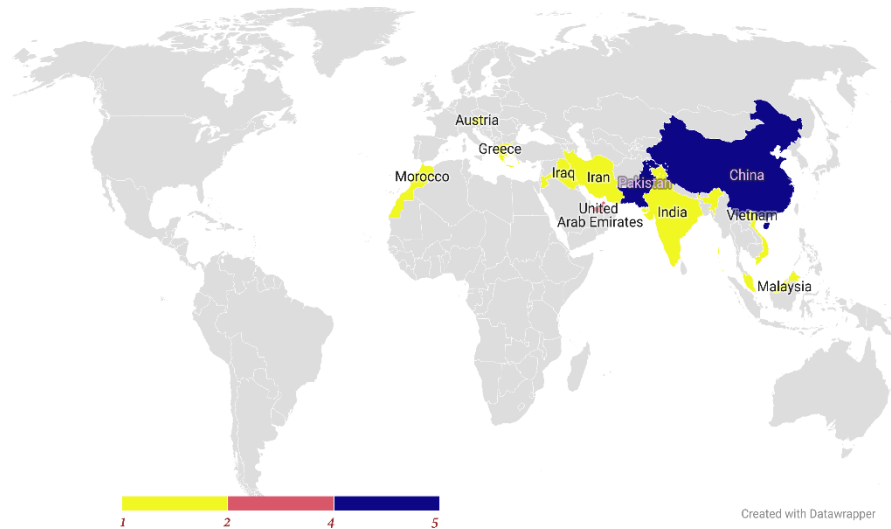 Austria
Greece
Morocco
Iraq
Iran
Pakistan
China
United
Arab Emirates
India
Vietnam
Malaysia
1
2
4
5
Created with Datawrapper